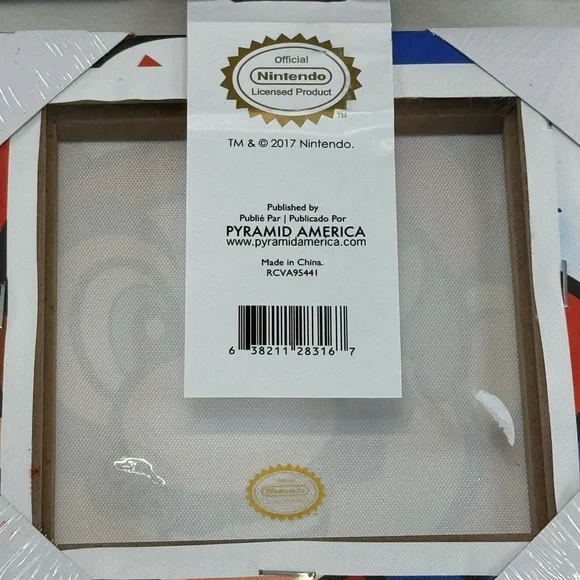 Official
Nintendo
Licensed Product
TM
TM & © 2017 Nintendo.
Published by
Publié Par | Publicado Por
PYRAMID AMERICA
www.pyramidamerica.com
Made in China.
RCVA95441
6 38211 28316 7
Nintendo